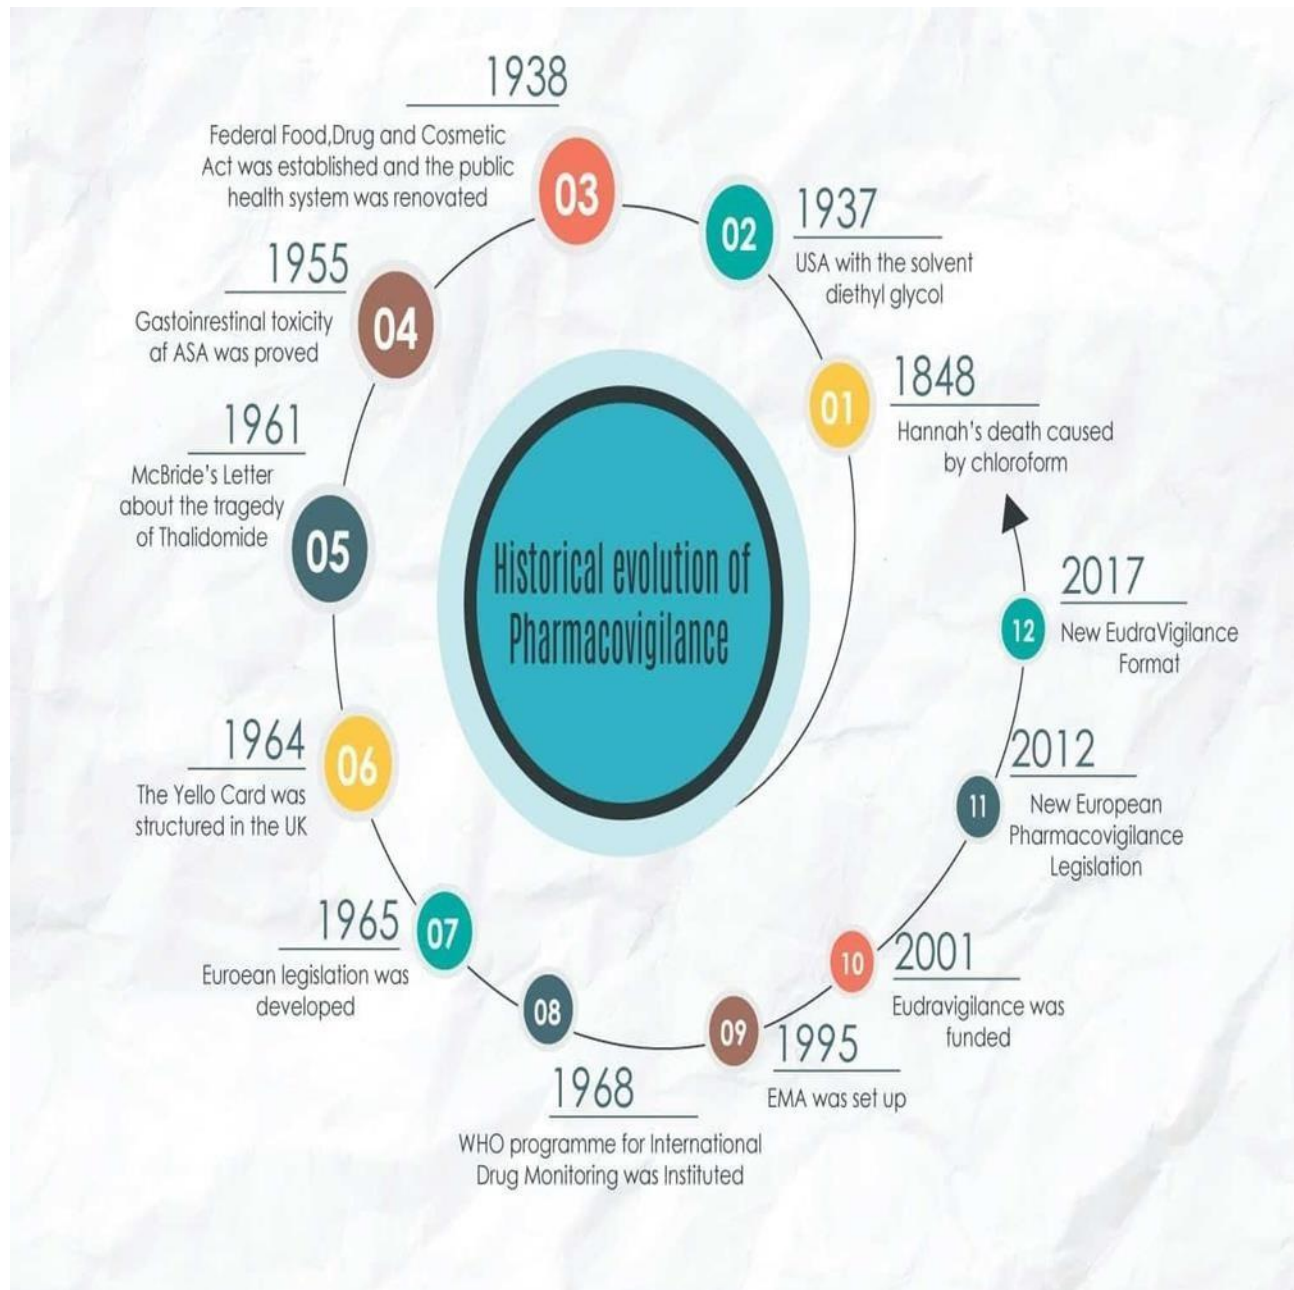 Historical evolution of
Pharmacovigilance
01
1848
Hannah's death caused
by chloroform
02
1937
USA with the solvent
diethyl glycol
03
1938
Federal Food,Drug and Cosmetic
Act was established and the public
health system was renovated
04
1955
Gastoinrestinal toxicity
af ASA was proved
05
1961
McBride's Letter
about the tragedy
of Thalidomide
06
1964
The Yello Card was
structured in the UK
07
1965
Euroean legislation was
developed
08
1968
WHO programme for International
Drug Monitoring was Instituted
09
1995
EMA was set up
10
2001
Eudravigilance was
funded
11
2012
New European
Pharmacovigilance
Legislation
12
2017
New EudraVigilance
Format